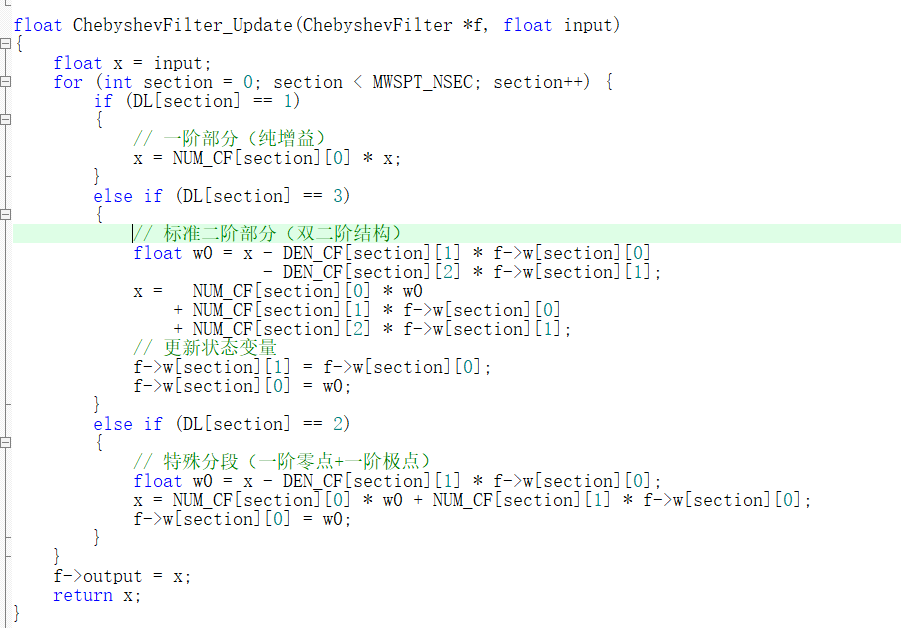 float ChebyshevFilter_Update(ChebyshevFilter *f, float input)
{
    float x = input;
    for (int section = 0; section < MWSPT_NSEC; section++) {
        if (DL[section] == 1)
        {
            // 一阶部分（纯增益）
            x = NUM_CF[section][0] * x;
        }
        else if (DL[section] == 3)
        {
            // 标准二阶部分（双二阶结构）
            float w0 = x - DEN_CF[section][1] * f->w[section][0]
                         - DEN_CF[section][2] * f->w[section][1];
            x =   NUM_CF[section][0] * w0
                + NUM_CF[section][1] * f->w[section][0]
                + NUM_CF[section][2] * f->w[section][1];
            // 更新状态变量
            f->w[section][1] = f->w[section][0];
            f->w[section][0] = w0;
        }
        else if (DL[section] == 2)
        {
            // 特殊分段（一阶零点+一阶极点）
            float w0 = x - DEN_CF[section][1] * f->w[section][0];
            x = NUM_CF[section][0] * w0 + NUM_CF[section][1] * f->w[section][0];
            f->w[section][0] = w0;
        }
    }
    f->output = x;
    return x;
}